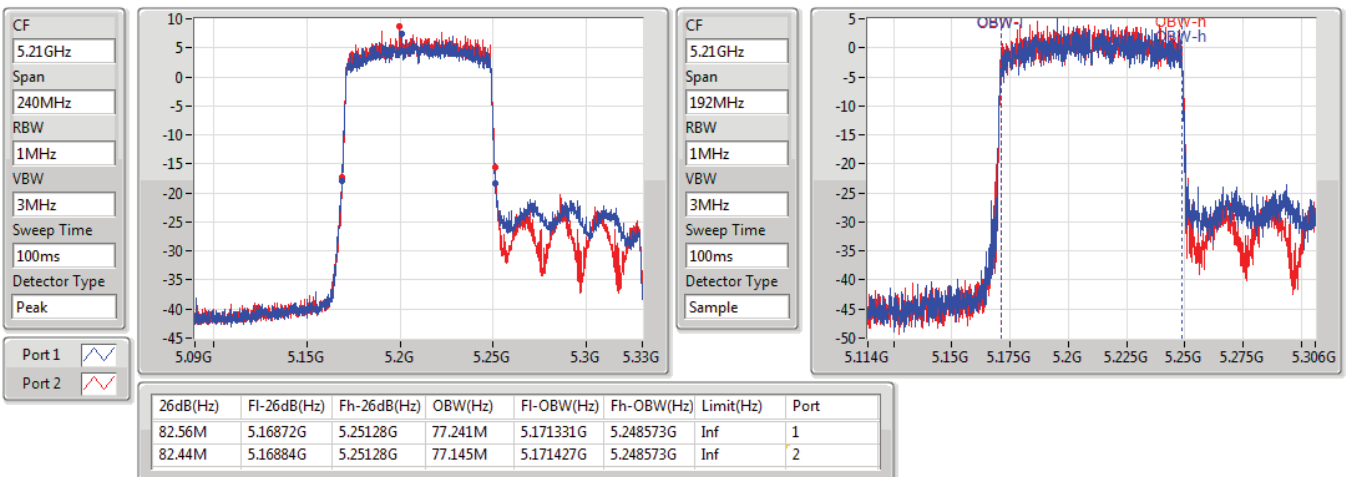 CF
5.21GHz
Span
240MHz
RBW
1MHz
VBW
3MHz
Sweep Time
100ms
Detector Type
Peak
Port 1
Port 2
10
5
0
-5
-10
-15
-20
-25
-30
-35
-40
-45
5.09G 5.15G 5.2G 5.25G 5.3G 5.33G
CF
5.21GHz
Span
192MHz
RBW
1MHz
VBW
3MHz
Sweep Time
100ms
Detector Type
Sample
OBW-l OBW-h
OBW-h
5
0
-5
-10
-15
-20
-25
-30
-35
-40
-45
-50
5.114G 5.15G 5.175G 5.2G 5.225G 5.25G 5.275G 5.306G
26dB(Hz) Fl-26dB(Hz) Fh-26dB(Hz) OBW(Hz) Fl-OBW(Hz) Fh-OBW(Hz) Limit(Hz) Port
82.56M 5.16872G 5.25128G 77.241M 5.171331G 5.248573G Inf 1
82.44M 5.16884G 5.25128G 77.145M 5.171427G 5.248573G Inf 2